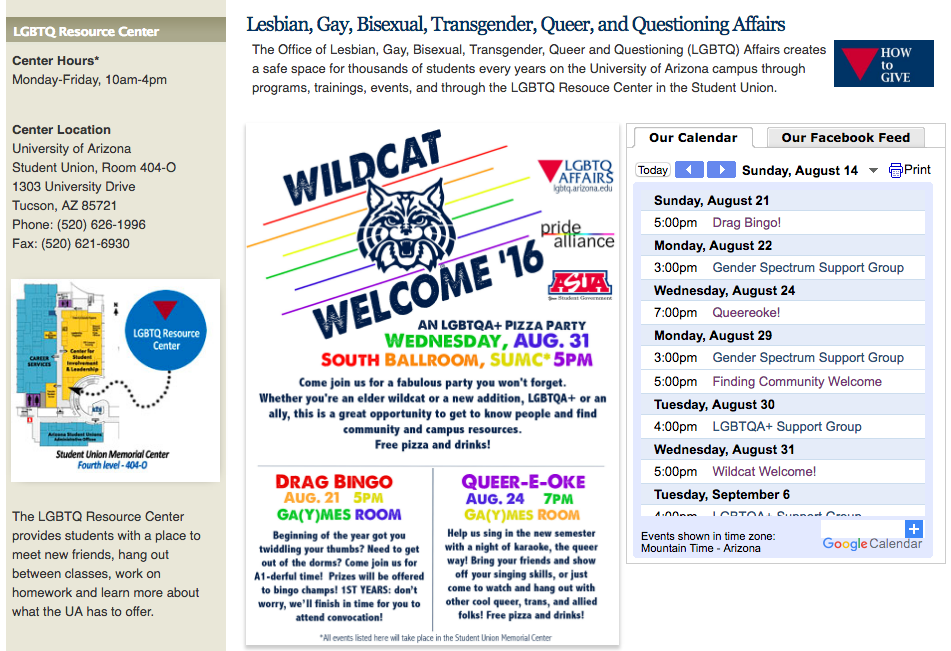 LGBTQ Resource Center
Center Hours*
Monday-Friday, 10am-4pm
Center Location
University of Arizona
Student Union, Room 404-O
1303 University Drive
Tucson, AZ 85721
Phone: (520) 626-1996
Fax: (520) 621-6930
CAREER
SERVICES
Center for
Student
Involvement
& Leadership
N
LGBTQ Resource
Center
Arizona Student Unions
Administrative Offices
Student Union Memorial Center
Fourth level - 404-O
The LGBTQ Resource Center
provides students with a place to
meet new friends, hang out
between classes, work on
homework and learn more about
what the UA has to offer.
Lesbian, Gay, Bisexual, Transgender, Queer, and Questioning Affairs
The Office of Lesbian, Gay, Bisexual, Transgender, Queer and Questioning (LGBTQ) Affairs creates
a safe space for thousands of students every years on the University of Arizona campus through
programs, trainings, events, and through the LGBTQ Resouce Center in the Student Union.
HOW
to
GIVE
WILDCAT
WELCOME '16
LGBTQ
AFFAIRS
lgbtq.arizona.edu
pride
alliance
ASUA
Your Student Government
AN LGBTQA+ PIZZA PARTY
WEDNESDAY, AUG. 31
SOUTH BALLROOM, SUMC* 5PM
Come join us for a fabulous party you won't forget.
Whether you're an elder wildcat or a new addition, LGBTQA+ or an
ally, this is a great opportunity to get to know people and find
community and campus resources.
Free pizza and drinks!
DRAG BINGO
AUG. 21 5PM
GA(Y)MES ROOM
Beginning of the year got you
twiddling your thumbs? Need to get
out of the dorms? Come join us for
A1-derful time! Prizes will be offered
to bingo champs! 1ST YEARS: don't
worry, we'll finish in time for you to
attend convocation!
QUEER-E-OKE
AUG. 24 7PM
GA(Y)MES ROOM
Help us sing in the new semester
with a night of karaoke, the queer
way! Bring your friends and show
off your singing skills, or just
come to watch and hang out with
other cool queer, trans, and allied
folks! Free pizza and drinks!
*All events listed here will take place in the Student Union Memorial Center
Our Calendar
Our Facebook Feed
Today
Sunday, August 14
Print
Sunday, August 21
5:00pm Drag Bingo!
Monday, August 22
3:00pm Gender Spectrum Support Group
Wednesday, August 24
7:00pm Queereoke!
Monday, August 29
3:00pm Gender Spectrum Support Group
5:00pm Finding Community Welcome
Tuesday, August 30
4:00pm LGBTQA+ Support Group
Wednesday, August 31
5:00pm Wildcat Welcome!
Tuesday, September 6
4:00pm LGBTQA+ Support Group
Events shown in time zone:
Mountain Time - Arizona
Google Calendar